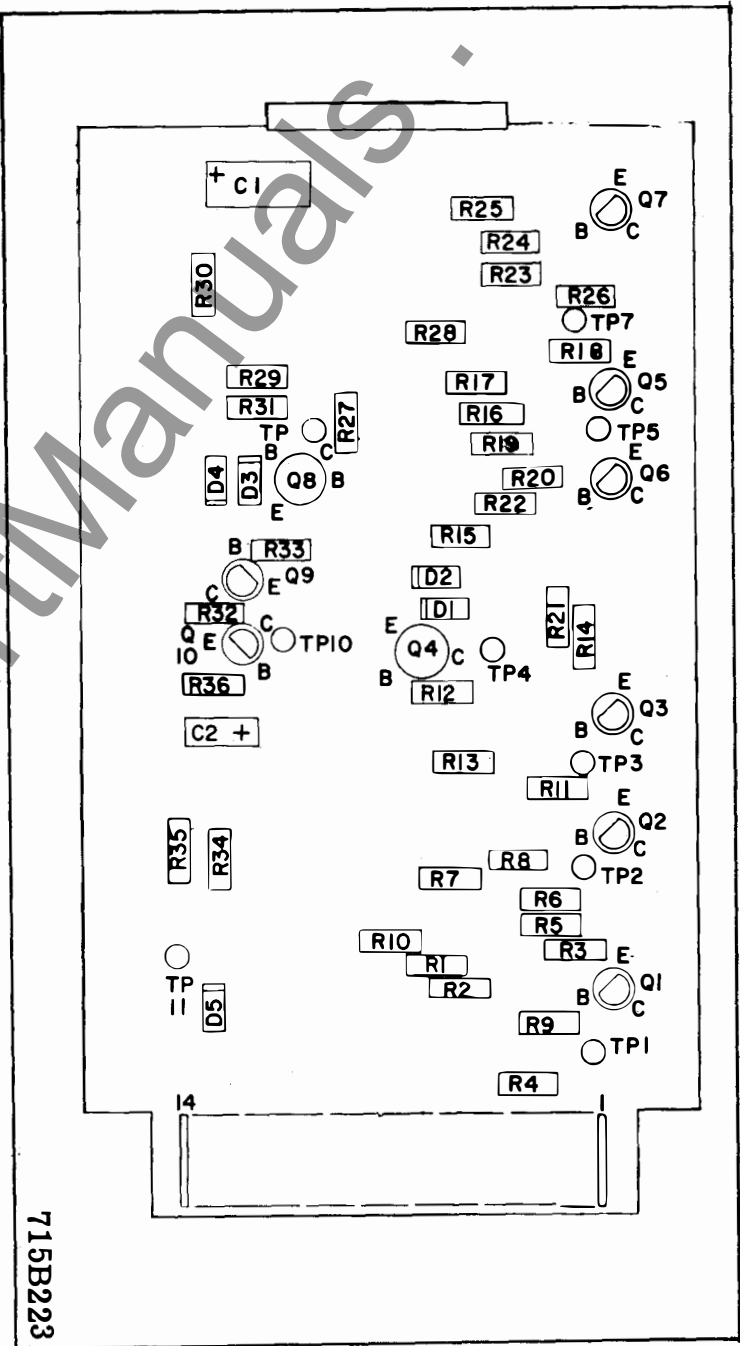 tManuals .
+ C1
E
Q7
B
C
R25
R24
R23
R30
R26
TP7
R28
R18
E
Q5
B
C
R29
R17
R31
R16
R27
TP
TP5
R19
E
Q6
B
C
B
C
Q8
B
E
D4
D3
R20
R22
R15
B
R33
Q9
C
E
D2
D1
R21
R14
R32
Q
10
E
C
B
TP10
E
Q4
C
B
TP4
R36
R12
E
Q3
B
C
C2 +
R13
TP3
R11
E
Q2
B
C
R35
R34
R8
TP2
R7
R6
R5
R10
R3
E
R1
Q1
B
C
R2
TP
11
D5
R9
TP1
R4
14
1
715B223